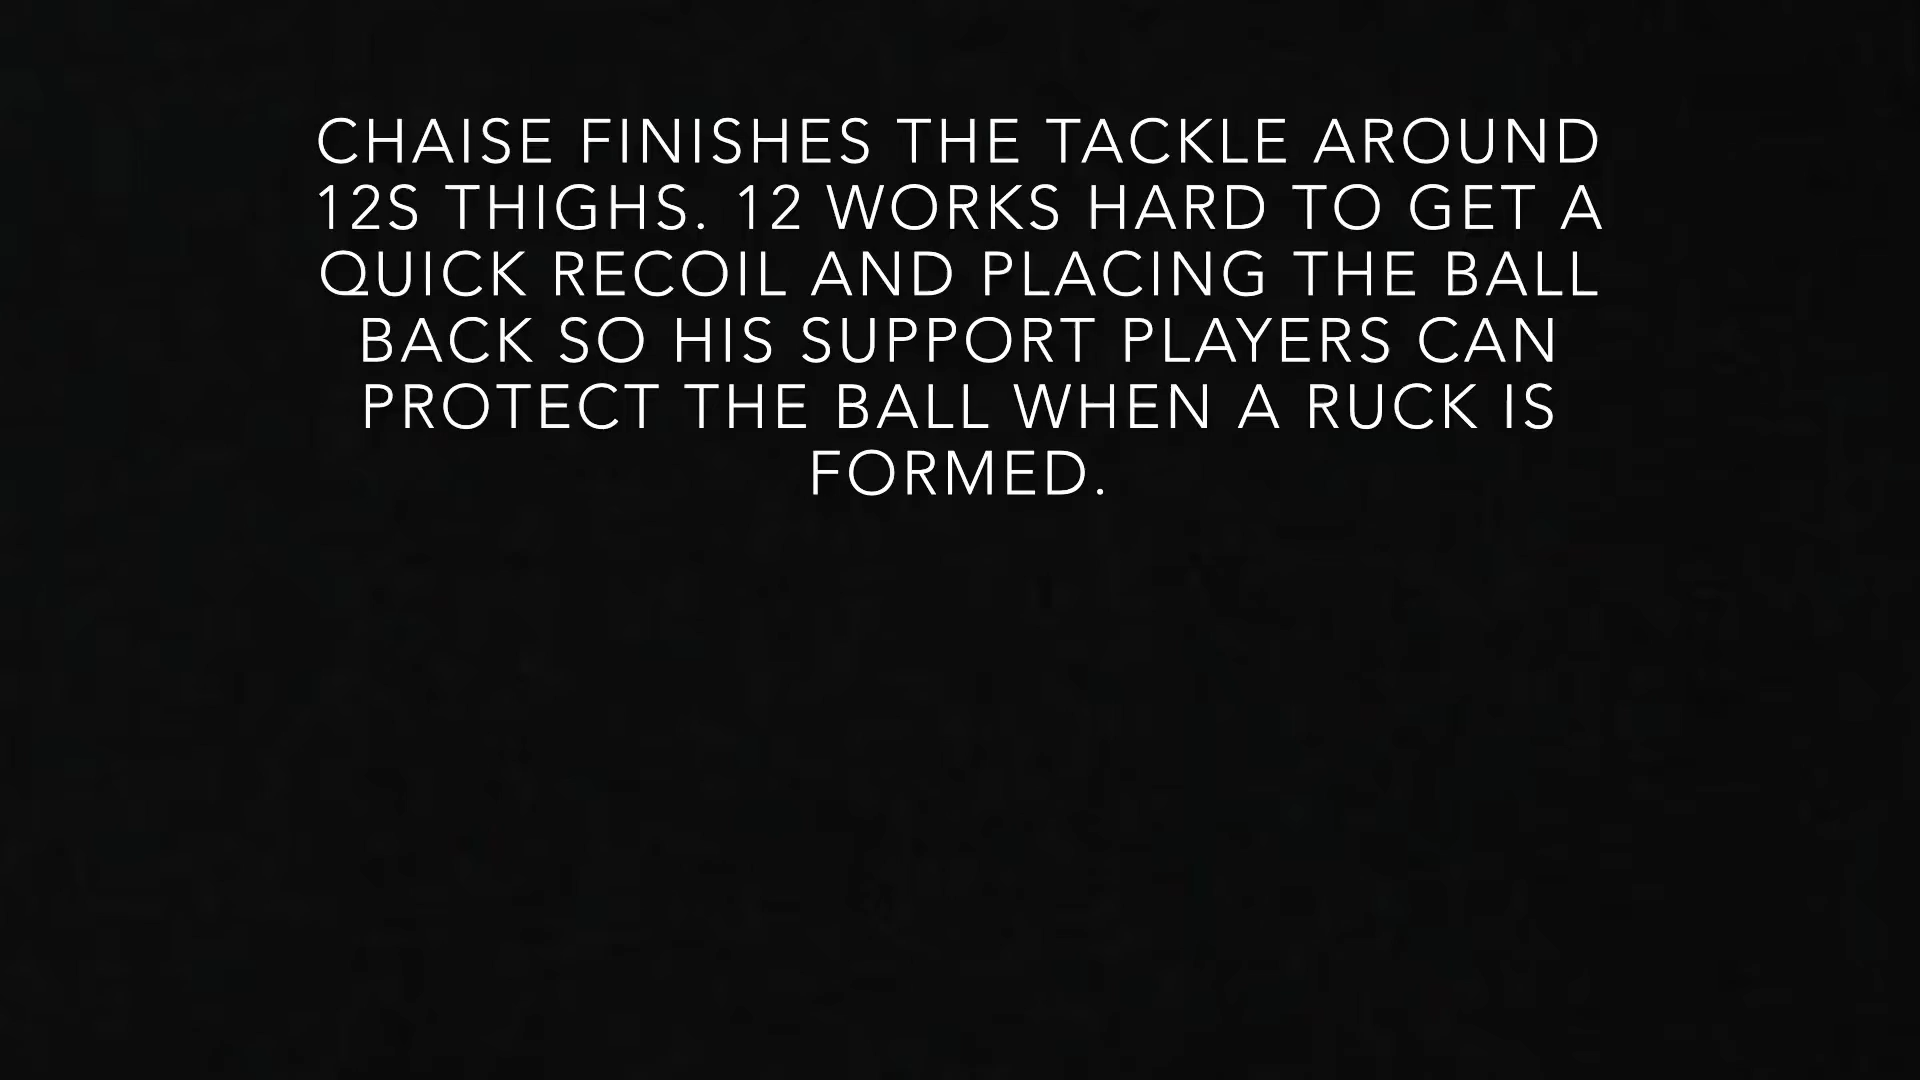 CHAISE FINISHES THE TACKLE AROUND
12S THIGHS. 12 WORKS HARD TO GET A
QUICK RECOIL AND PLACING THE BALL
BACK SO HIS SUPPORT PLAYERS CAN
PROTECT THE BALL WHEN A RUCK IS
FORMED.